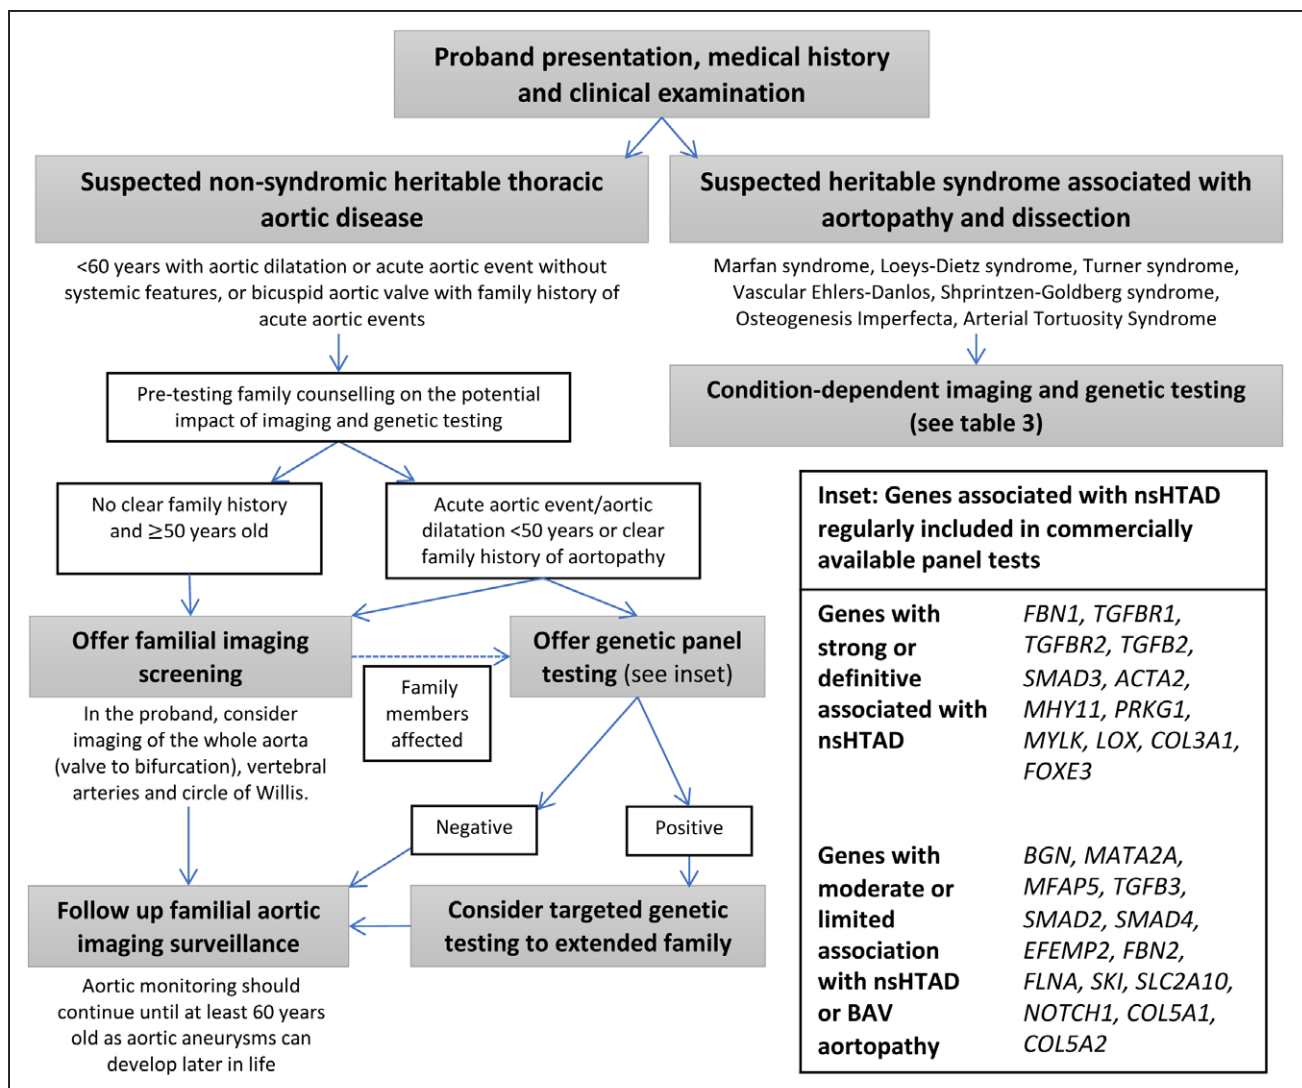 Proband presentation, medical history
and clinical examination
Suspected non-syndromic heritable thoracic
aortic disease
<60 years with aortic dilatation or acute aortic event without
systemic features, or bicuspid aortic valve with family history of
acute aortic events
Suspected heritable syndrome associated with
aortopathy and dissection
Marfan syndrome, Loeys-Dietz syndrome, Turner syndrome,
Vascular Ehlers-Danlos, Shprintzen-Goldberg syndrome,
Osteogenesis Imperfecta, Arterial Tortuosity Syndrome
Condition-dependent imaging and genetic testing
(see table 3)
Pre-testing family counselling on the potential
impact of imaging and genetic testing
No clear family history
and ≥50 years old
Acute aortic event/aortic
dilatation <50 years or clear
family history of aortopathy
Offer familial imaging
screening
In the proband, consider
imaging of the whole aorta
(valve to bifurcation), vertebral
arteries and circle of Willis.
Family
members
affected
Offer genetic panel
testing (see inset)
Negative
Positive
Follow up familial aortic
imaging surveillance
Aortic monitoring should
continue until at least 60 years
old as aortic aneurysms can
develop later in life
Consider targeted genetic
testing to extended family
Inset: Genes associated with nsHTAD
regularly included in commercially
available panel tests
Genes with
strong or
definitive
associated with
nsHTAD
FBN1, TGFBR1,
TGFBR2, TGFB2,
SMAD3, ACTA2,
MHY11, PRKG1,
MYLK, LOX, COL3A1,
FOXE3
Genes with
moderate or
limited
association
with nsHTAD
or BAV
aortopathy
BGN, MATA2A,
MFAP5, TGFB3,
SMAD2, SMAD4,
EFEMP2, FBN2,
FLNA, SKI, SLC2A10,
NOTCH1, COL5A1,
COL5A2